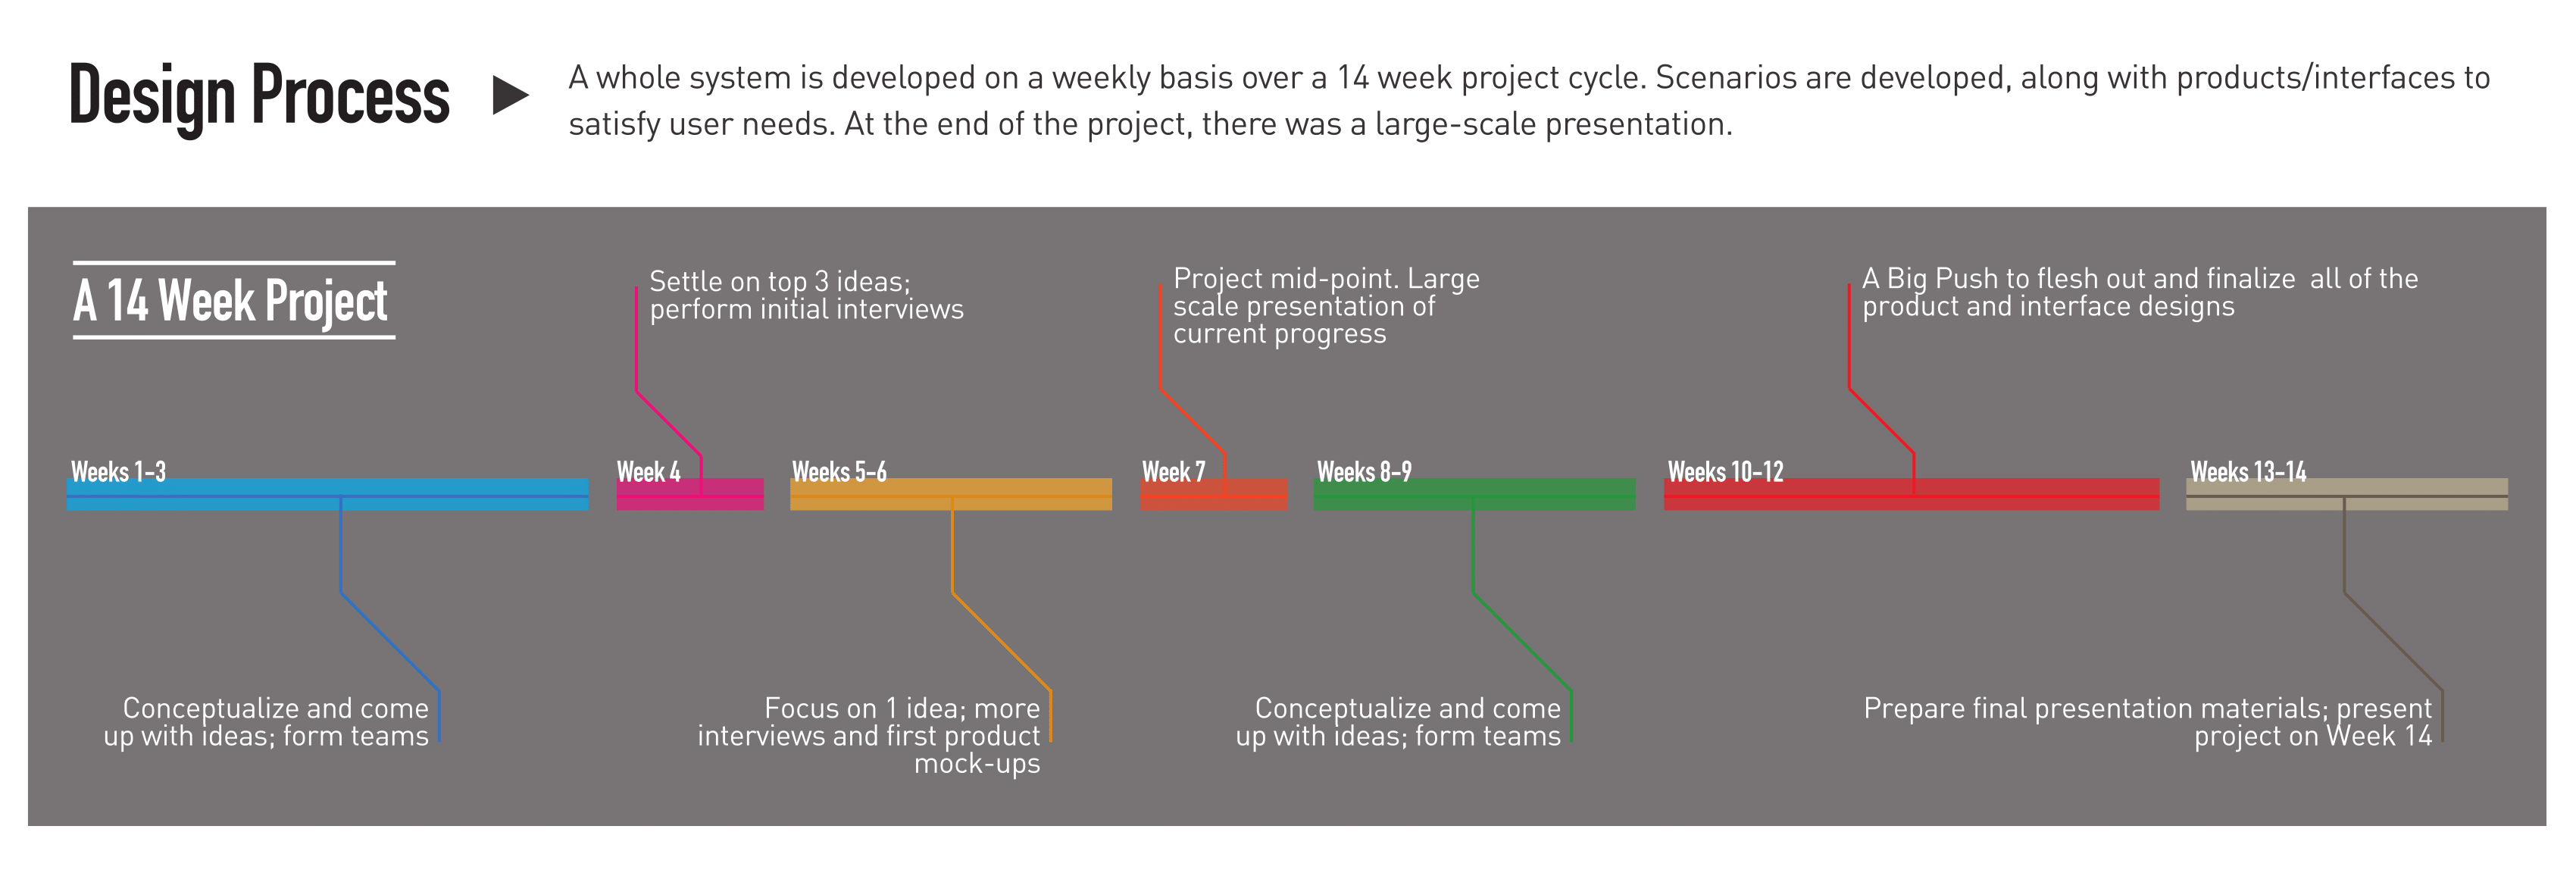 Design Process
A whole system is developed on a weekly basis over a 14 week project cycle. Scenarios are developed, along with products/interfaces to
satisfy user needs. At the end of the project, there was a large-scale presentation.
A 14 Week Project
Settle on top 3 ideas;
perform initial interviews
Project mid-point. Large
scale presentation of
current progress
A Big Push to flesh out and finalize  all of the
product and interface designs
Weeks 1–3
Week 4
Weeks 5–6
Week 7
Weeks 8–9
Weeks 10–12
Weeks 13–14
Conceptualize and come
up with ideas; form teams
Focus on 1 idea; more
interviews and first product
mock-ups
Conceptualize and come
up with ideas; form teams
Prepare final presentation materials; present
project on Week 14